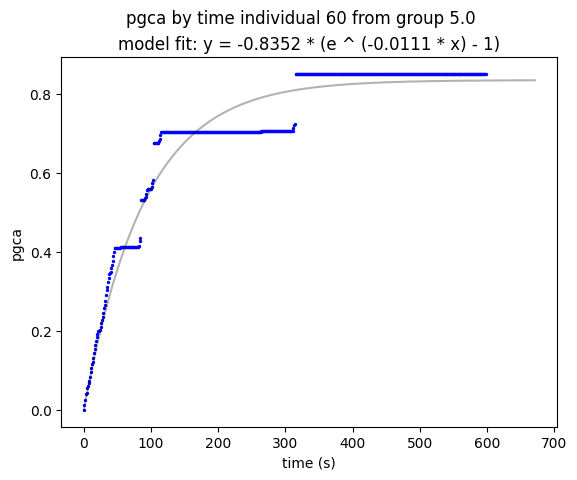 pgca by time individual 60 from group 5.0
model fit: y = -0.8352 * (e ^ (-0.0111 * x) - 1)
0.8
0.6
pgca
0.4
0.2
0.0
0 100 200 300 400 500 600 700
time (s)